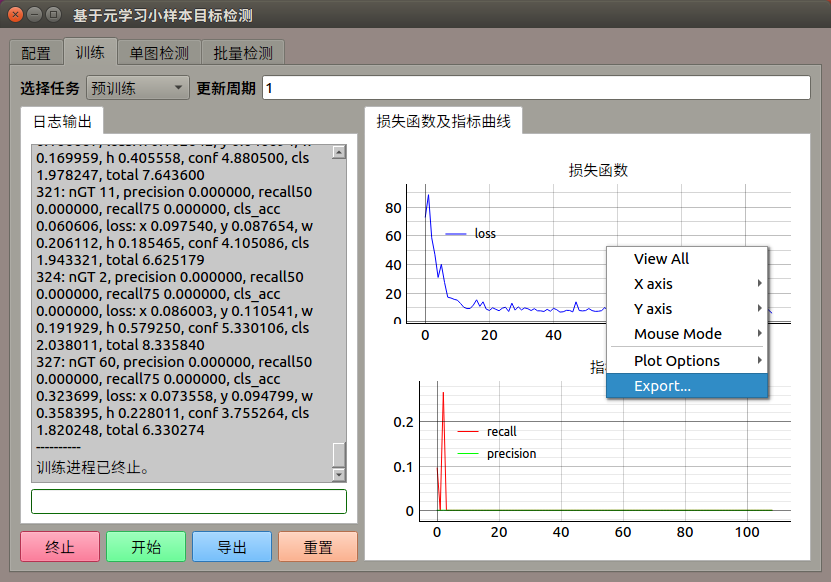 基于元学习小样本目标检测
配置 训练 单图检测 批量检测
选择任务 预训练 更新周期 1
日志输出
0.169959, h 0.405558, conf 4.880500, cls
1.978247, total 7.643600
321: nGT 11, precision 0.000000, recall50
0.000000, recall75 0.000000, cls_acc
0.060606, loss: x 0.097540, y 0.087654, w
0.206112, h 0.185465, conf 4.105086, cls
1.943321, total 6.625179
324: nGT 2, precision 0.000000, recall50
0.000000, recall75 0.000000, cls_acc
0.000000, loss: x 0.086003, y 0.110541, w
0.191929, h 0.579250, conf 5.330106, cls
2.038011, total 8.335840
327: nGT 60, precision 0.000000, recall50
0.000000, recall75 0.000000, cls_acc
0.323699, loss: x 0.073558, y 0.094799, w
0.358395, h 0.228011, conf 3.755264, cls
1.820248, total 6.330274
----------
训练进程已终止。
终止 开始 导出 重置
损失函数及指标曲线
损失函数
80
60
40
20
0
loss
0 20 40
指
0.2
0.1
0
recall
precision
0 20 40 60 80 100
View All
X axis
Y axis
Mouse Mode
Plot Options
Export...